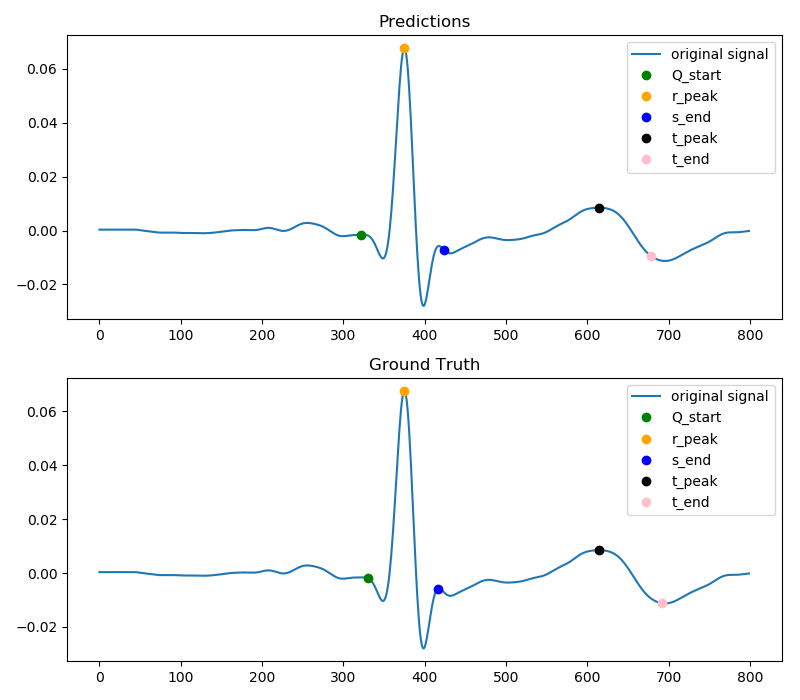 Predictions
0.06
0.04
0.02
0.00
−0.02
original signal
Q_start
r_peak
s_end
t_peak
t_end
0 100 200 300 400 500 600 700 800
Ground Truth
0.06
0.04
0.02
0.00
−0.02
original signal
Q_start
r_peak
s_end
t_peak
t_end
0 100 200 300 400 500 600 700 800